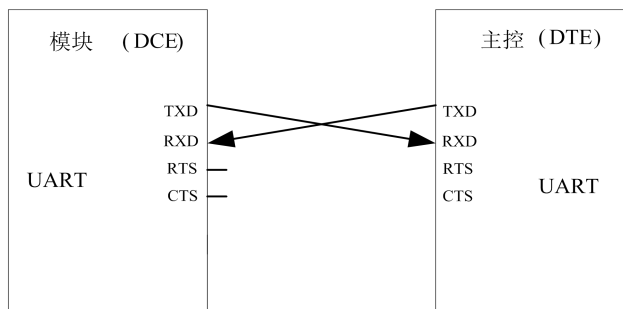 模块 (DCE)
TXD
RXD
RTS
UART
CTS
主控 (DTE)
TXD
RXD
RTS
UART
CTS